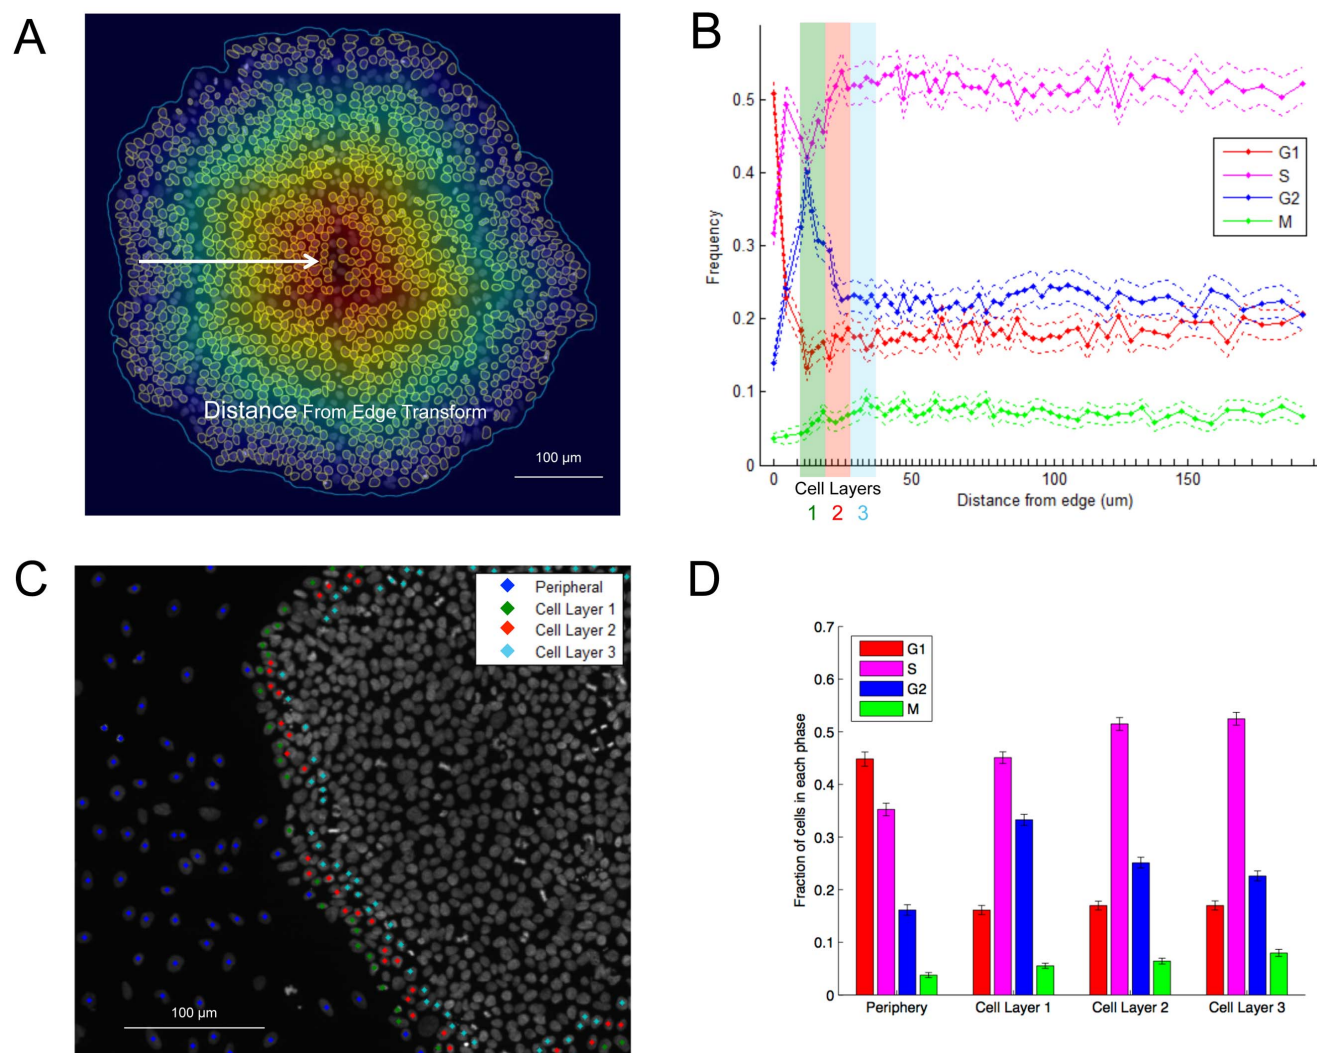 A
Distance From Edge Transform
100 µm
B
Frequency
0.5
0.4
0.3
0.2
0.1
0
G1
S
G2
M
0
50
100
150
Cell Layers
Distance from edge (um)
1 2 3
C
Peripheral
Cell Layer 1
Cell Layer 2
Cell Layer 3
100 µm
D
Fraction of cells in each phase
0.7
0.6
0.5
0.4
0.3
0.2
0.1
0
G1
S
G2
M
Periphery
Cell Layer 1
Cell Layer 2
Cell Layer 3